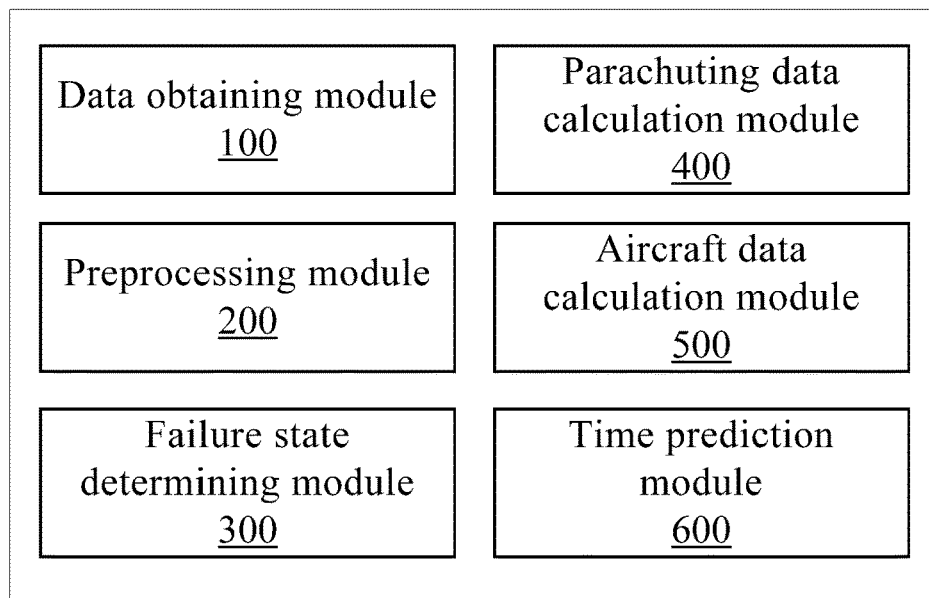 Data obtaining module
100
Preprocessing module
200
Failure state
determining module
300
Parachuting data
calculation module
400
Aircraft data
calculation module
500
Time prediction
module
600